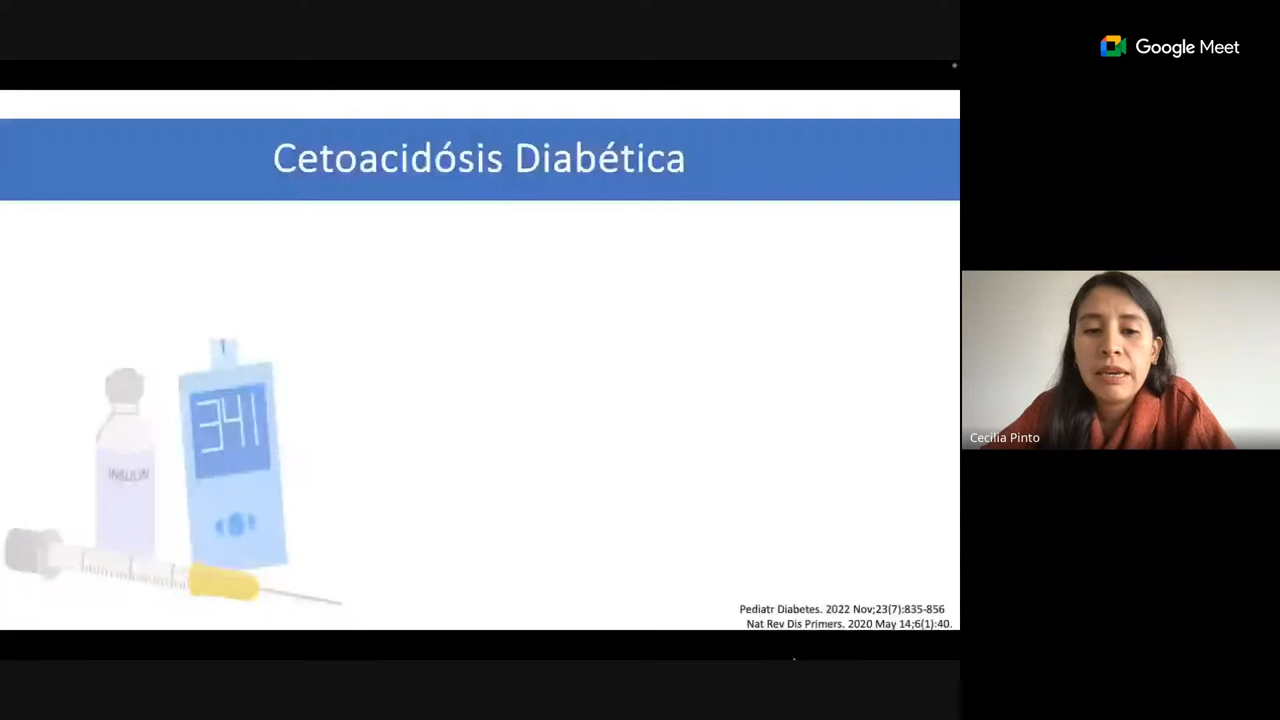 Google Meet
Cetoacidósis Diabética
341
INSULIN
Cecilia Pinto
Pediatr Diabetes. 2022 Nov;23(7):835-856
Nat Rev Dis Primers. 2020 May 14;6(1):40.